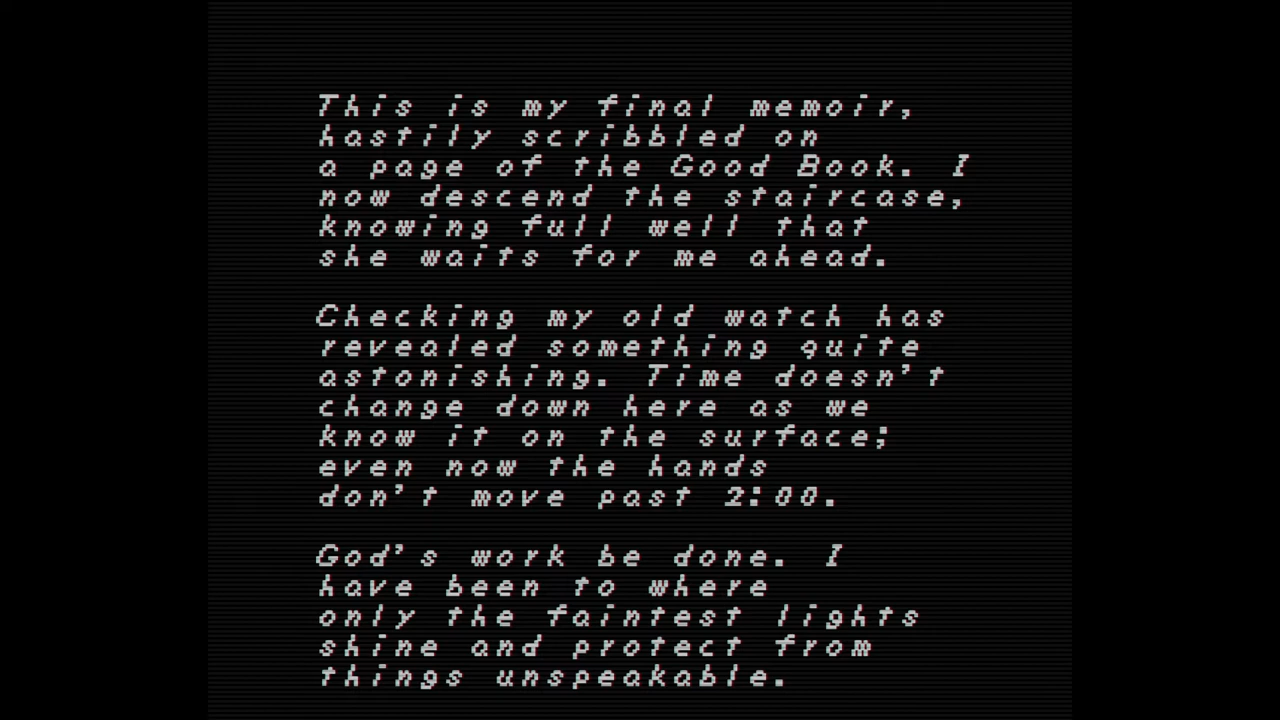 This is my final memoir,
hastily scribbled on
a page of the Good Book. I
now descend the staircase,
knowing full well that
she waits for me ahead.
Checking my old watch has
revealed something quite
astonishing. Time doesn't
change down here as we
know it on the surface;
even now the hands
don't move past 2:00.
God's work be done. I
have been to where
only the faintest lights
shine and protect from
things unspeakable.